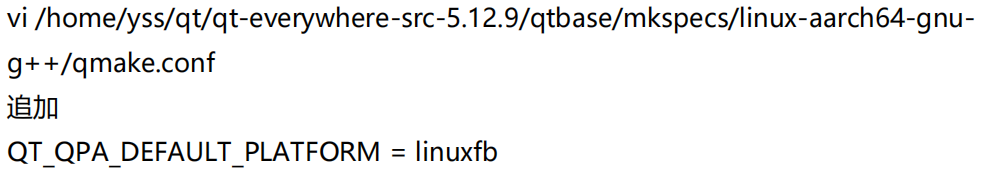 vi /home/yss/qt/qt-everywhere-src-5.12.9/qtbase/mkspecs/linux-aarch64-gnu-
g++/qmake.conf
追加
QT_QPA_DEFAULT_PLATFORM = linuxfb